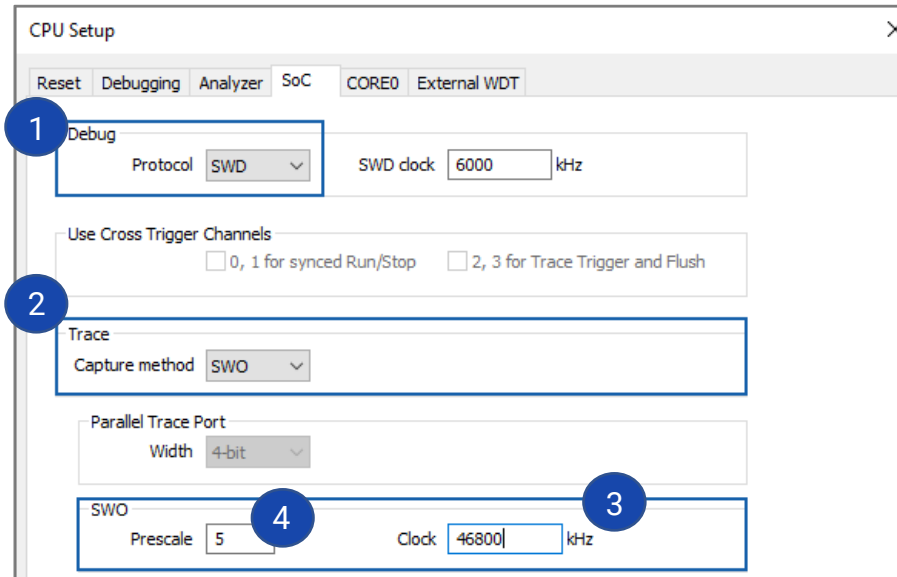 CPU Setup
Reset Debugging Analyzer SoC CORE0 External WDT
1
Debug
Protocol SWD SWD clock 6000 kHz
Use Cross Trigger Channels
0, 1 for synced Run/Stop 2, 3 for Trace Trigger and Flush
2
Trace
Capture method SWO
Parallel Trace Port
Width 4-bit
3
SWO
4
Prescale 5 Clock 46800 kHz